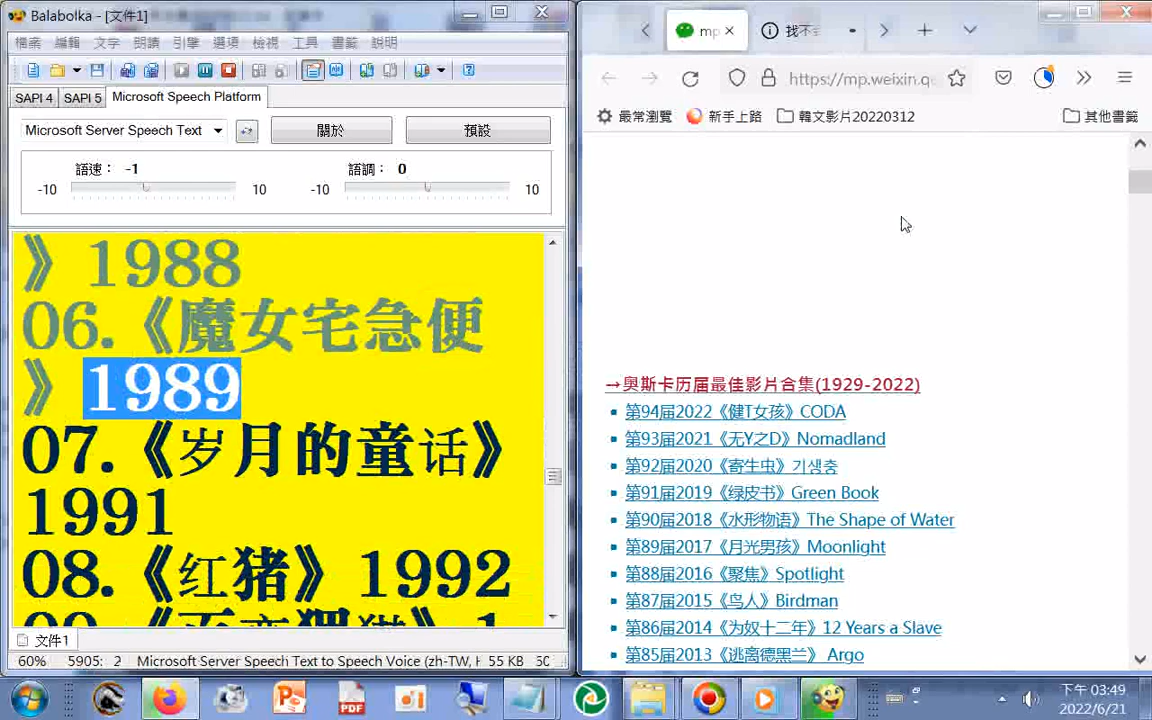 Balabolka - [文件1]
檔案 編輯 文字 朗讀 引擎 選項 檢視 工具 書籤 說明
SAPI 4 SAPI 5 Microsoft Speech Platform
Microsoft Server Speech Text 關於 預設
語速： -1 語調： 0
-10 10 -10 10
》1988
06.《魔女宅急便
》1989
07.《岁月的童话》
1991
08.《红猪》1992
文件1
60% 5905: 2 Microsoft Server Speech Text to Speech Voice (zh-TW, H 55 KB
mp 找不
https://mp.weixin.q
最常瀏覽 新手上路 韓文影片20220312 其他書籤
→奥斯卡历届最佳影片合集(1929-2022)
第94届2022《健T女孩》CODA
第93届2021《无Y之D》Nomadland
第92届2020《寄生虫》기생충
第91届2019《绿皮书》Green Book
第90届2018《水形物语》The Shape of Water
第89届2017《月光男孩》Moonlight
第88届2016《聚焦》Spotlight
第87届2015《鸟人》Birdman
第86届2014《为奴十二年》12 Years a Slave
第85届2013《逃离德黑兰》 Argo
PDF
下午 03:49
2022/6/21